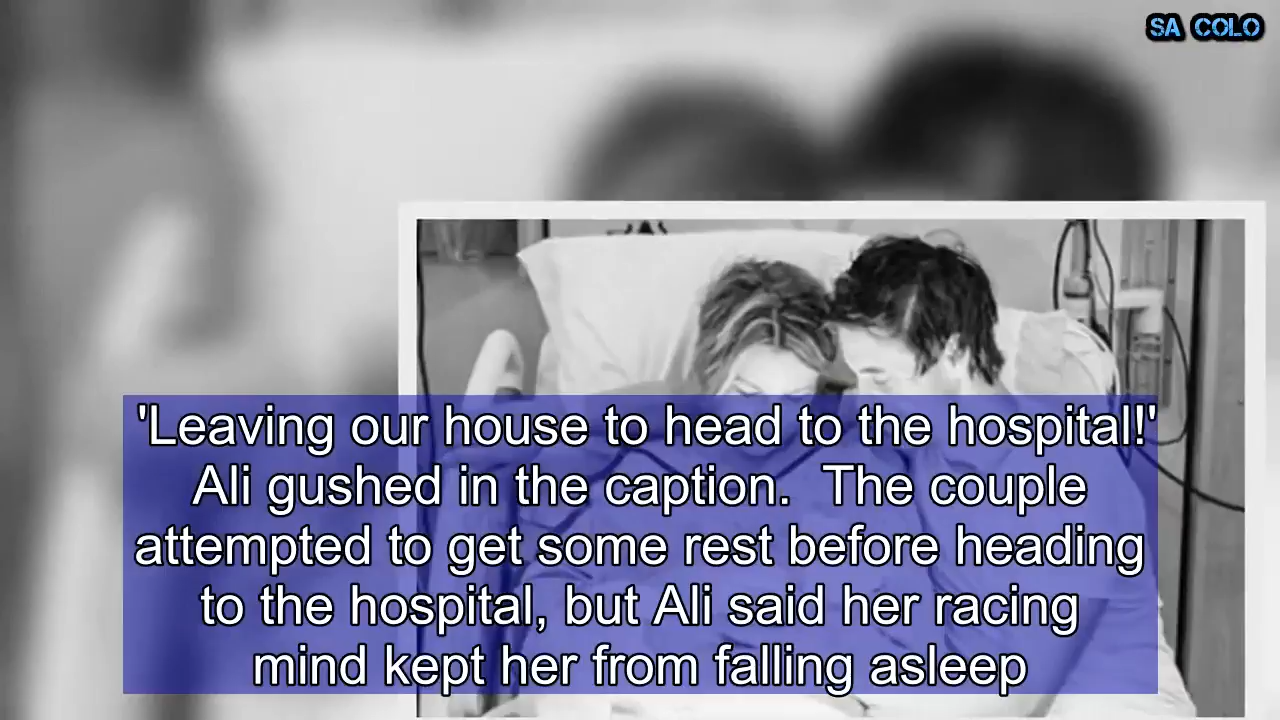 SA COLO
'Leaving our house to head to the hospital!'
Ali gushed in the caption.  The couple
attempted to get some rest before heading
to the hospital, but Ali said her racing
mind kept her from falling asleep